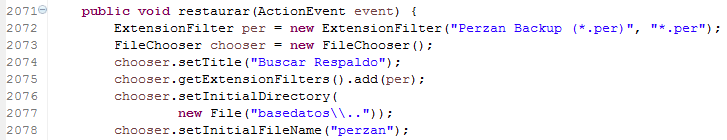 2071 public void restaurar(ActionEvent event) {
2072 ExtensionFilter per = new ExtensionFilter("Perzan Backup (*.per)", "*.per");
2073 FileChooser chooser = new FileChooser();
2074 chooser.setTitle("Buscar Respaldo");
2075 chooser.getExtensionFilters().add(per);
2076 chooser.setInitialDirectory(
2077 new File("basedatos\\.."));
2078 chooser.setInitialFileName("perzan");